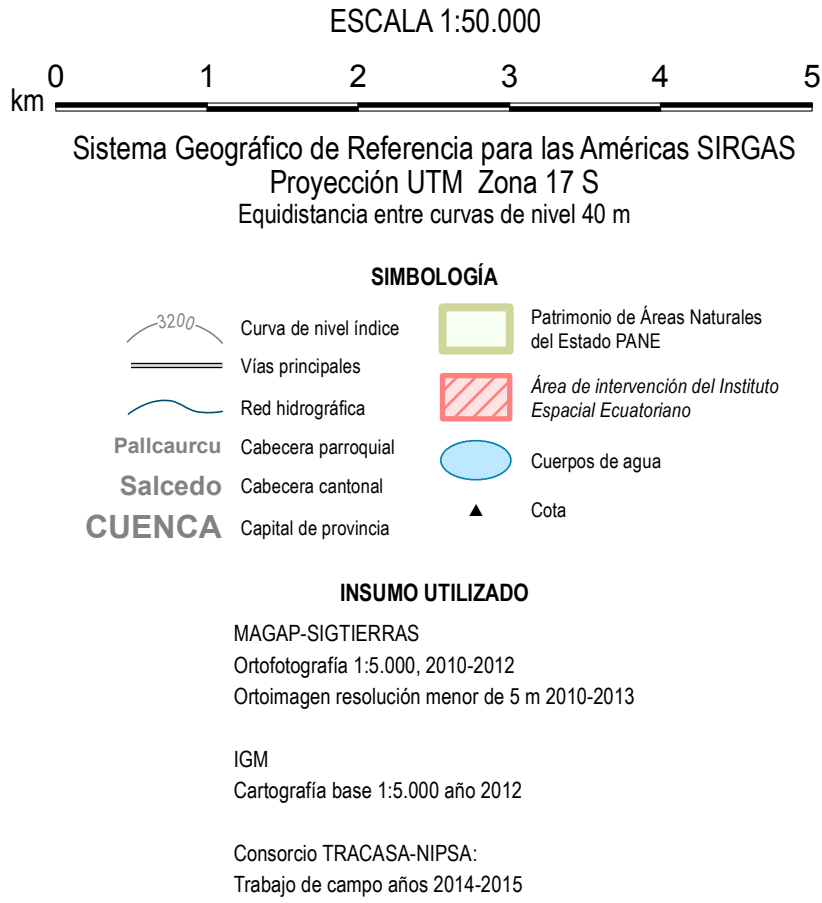 ESCALA 1:50.000
0 1 2 3 4 5
km
Sistema Geográfico de Referencia para las Américas SIRGAS
Proyección UTM Zona 17 S
Equidistancia entre curvas de nivel 40 m
SIMBOLOGÍA
3200 Curva de nivel índice
Vías principales
Red hidrográfica
Pallcaurcu Cabecera parroquial
Salcedo Cabecera cantonal
CUENCA Capital de provincia
Patrimonio de Áreas Naturales
del Estado PANE
Área de intervención del Instituto
Espacial Ecuatoriano
Cuerpos de agua
Cota
INSUMO UTILIZADO
MAGAP-SIGTIERRAS
Ortofotografía 1:5.000, 2010-2012
Ortoimagen resolución menor de 5 m 2010-2013
IGM
Cartografía base 1:5.000 año 2012
Consorcio TRACASA-NIPSA:
Trabajo de campo años 2014-2015